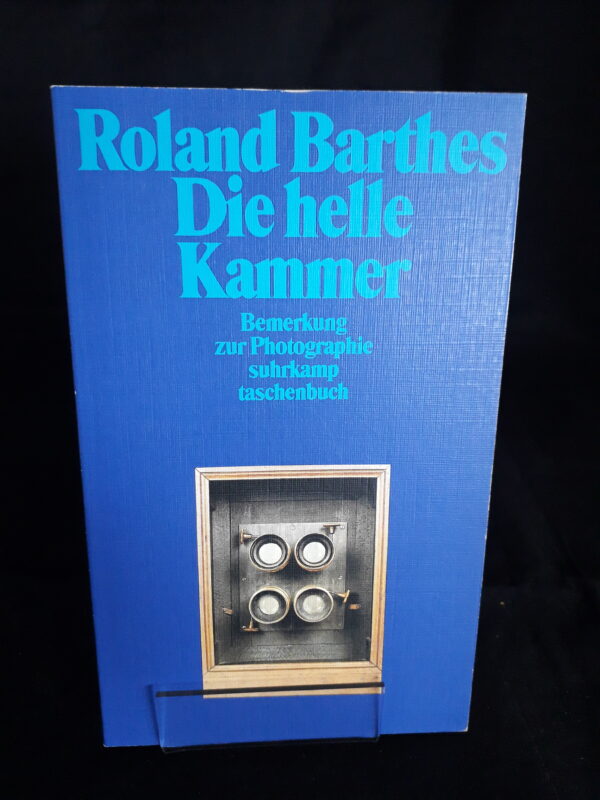 Roland Barthes
Die helle
Kammer
Bemerkung
zur Photographie
suhrkamp
taschenbuch